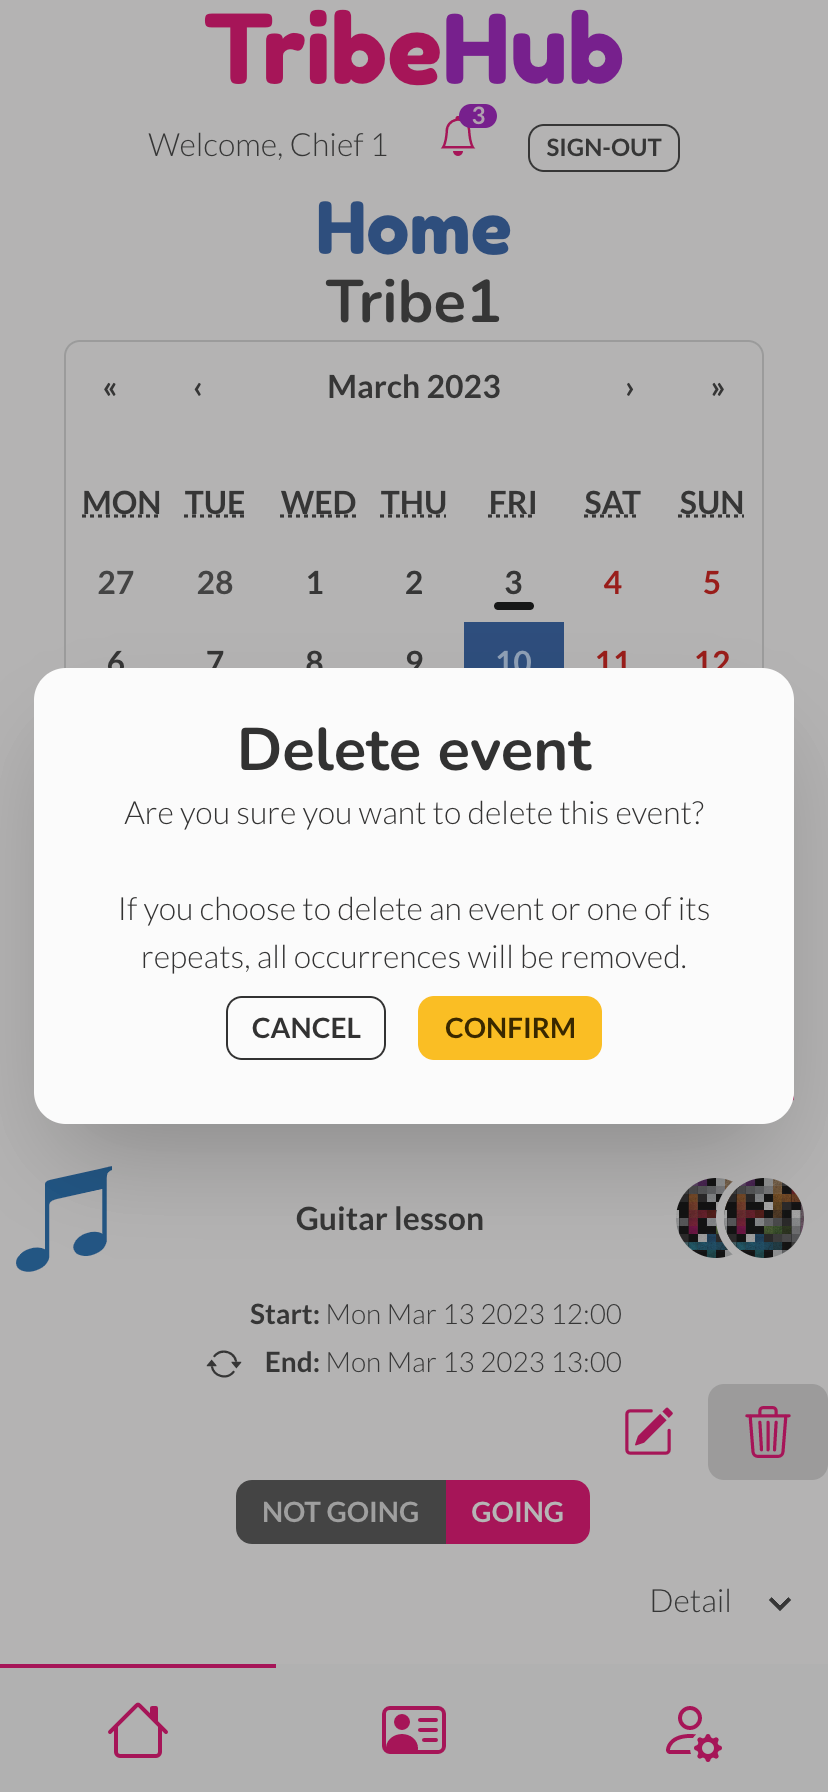 TribeHub
Welcome, Chief 1 3 SIGN-OUT
Home
Tribe1
« ‹ March 2023 › »
MON TUE WED THU FRI SAT SUN
27 28 1 2 3 4 5
6 7 8 9 10 11 12
Delete event
Are you sure you want to delete this event?
If you choose to delete an event or one of its
repeats, all occurrences will be removed.
CANCEL CONFIRM
Guitar lesson
Start: Mon Mar 13 2023 12:00
End: Mon Mar 13 2023 13:00
NOT GOING GOING
Detail